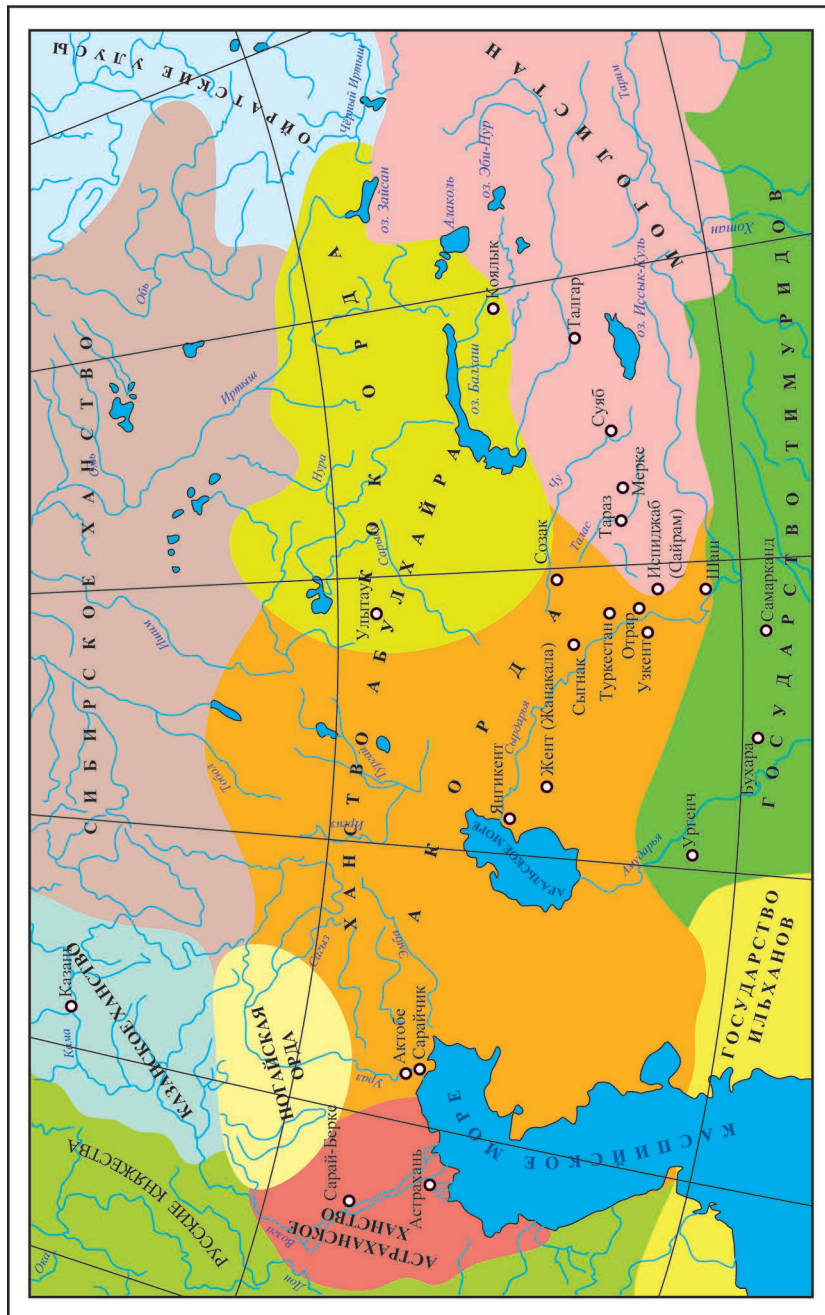 ОЙРАТСКИЕ УЛУСЫ
СИБИРСКОЕ ХАНСТВО
КАЗАНСКОЕ ХАНСТВО
РУССКИЕ КНЯЖЕСТВА
НОГАЙСКАЯ
ОРДА
АСТРАХАНСКОЕ
ХАНСТВО
ХАНСТВО АБУЛХАЙРА
АК ОРДА
КОК ОРДА
МОГОЛИСТАН
ГОСУДАРСТВО ТИМУРИДОВ
ГОСУДАРСТВО
ИЛЬХАНОВ
КАСПИЙСКОЕ
МОРЕ
АРАЛЬСКОЕ МОРЕ
Казань
Сарай-Берке
Астрахань
Актобе
Сарайчик
Улытау
Янгикент
Жент (Жанакала)
Сыгнак
Созак
Туркестан
Отрар
Узкент
Испиджаб
(Сайрам)
Шаш
Тараз
Мерке
Суяб
Талгар
Коялык
Ургенч
Бухара
Самарканд
Ока
Дон
Кама
Урал
Сагыз
Эмба
Иргиз
Тургай
Тобол
Ишим
Омь
Обь
Иртыш
Нура
Сарысу
Чёрный Иртыш
оз. Зайсан
Алаколь
оз. Эби-Нур
оз. Балхаш
Чу
Талас
Сырдарья
Амударья
оз. Иссык-Куль
Тарим
Хотан